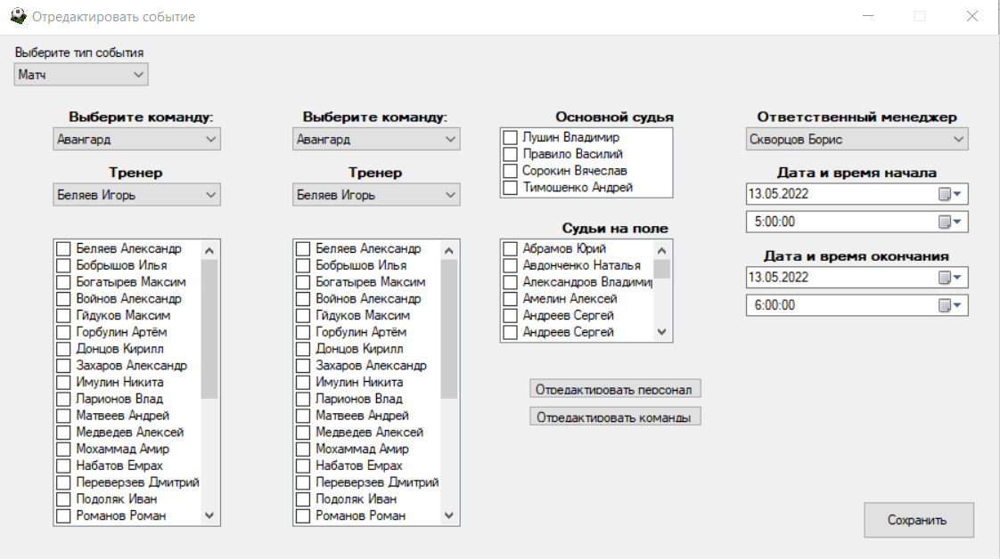 Отредактировать событие
Выберите тип события
Матч
Выберите команду:
Авангард
Тренер
Беляев Игорь
Беляев Александр
Бобрышов Илья
Богатырев Максим
Войнов Александр
Гйдуков Максим
Горбулин Артём
Донцов Кирилл
Захаров Александр
Имулин Никита
Ларионов Влад
Матвеев Андрей
Медведев Алексей
Мохаммад Амир
Набатов Емрах
Переверзев Дмитрий
Подоляк Иван
Романов Роман
Выберите команду:
Авангард
Тренер
Беляев Игорь
Беляев Александр
Бобрышов Илья
Богатырев Максим
Войнов Александр
Гйдуков Максим
Горбулин Артём
Донцов Кирилл
Захаров Александр
Имулин Никита
Ларионов Влад
Матвеев Андрей
Медведев Алексей
Мохаммад Амир
Набатов Емрах
Переверзев Дмитрий
Подоляк Иван
Романов Роман
Основной судья
Лушин Владимир
Правило Василий
Сорокин Вячеслав
Тимошенко Андрей
Судьи на поле
Абрамов Юрий
Авдонченко Наталья
Александров Владимир
Амелин Алексей
Андреев Сергей
Андреев Сергей
Отредактировать персонал
Отредактировать команды
Ответственный менеджер
Скворцов Борис
Дата и время начала
13.05.2022
5:00:00
Дата и время окончания
13.05.2022
6:00:00
Сохранить